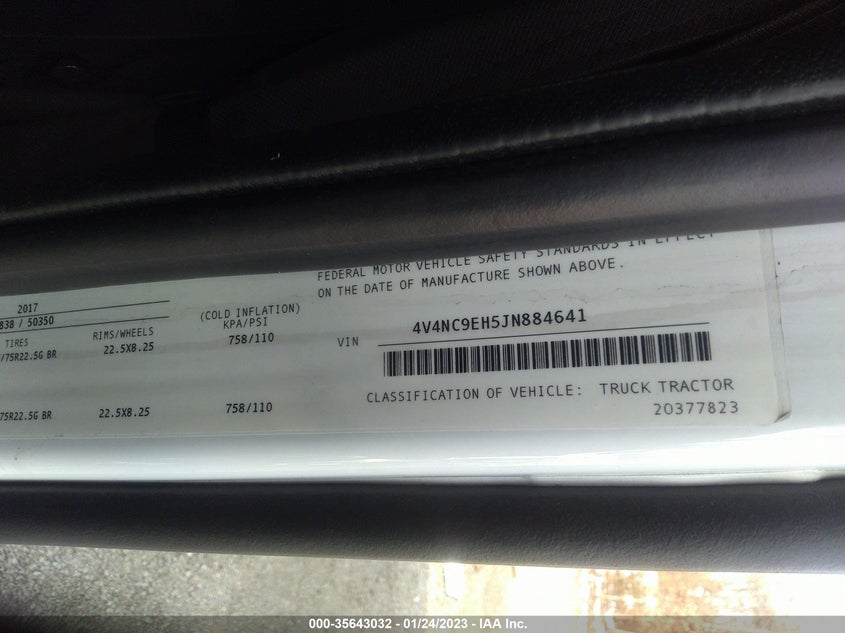 FEDERAL MOTOR VEHICLE SAFETY STANDARDS IN EFFECT
ON THE DATE OF MANUFACTURE SHOWN ABOVE.
2017
838 / 50350
(COLD INFLATION)
TIRES RIMS/WHEELS KPA/PSI
/75R22.5G BR 22.5X8.25 758/110
VIN 4V4NC9EH5JN884641
75R22.5G BR 22.5X8.25 758/110
CLASSIFICATION OF VEHICLE: TRUCK TRACTOR
20377823
000-35643032 - 01/24/2023 - IAA Inc.